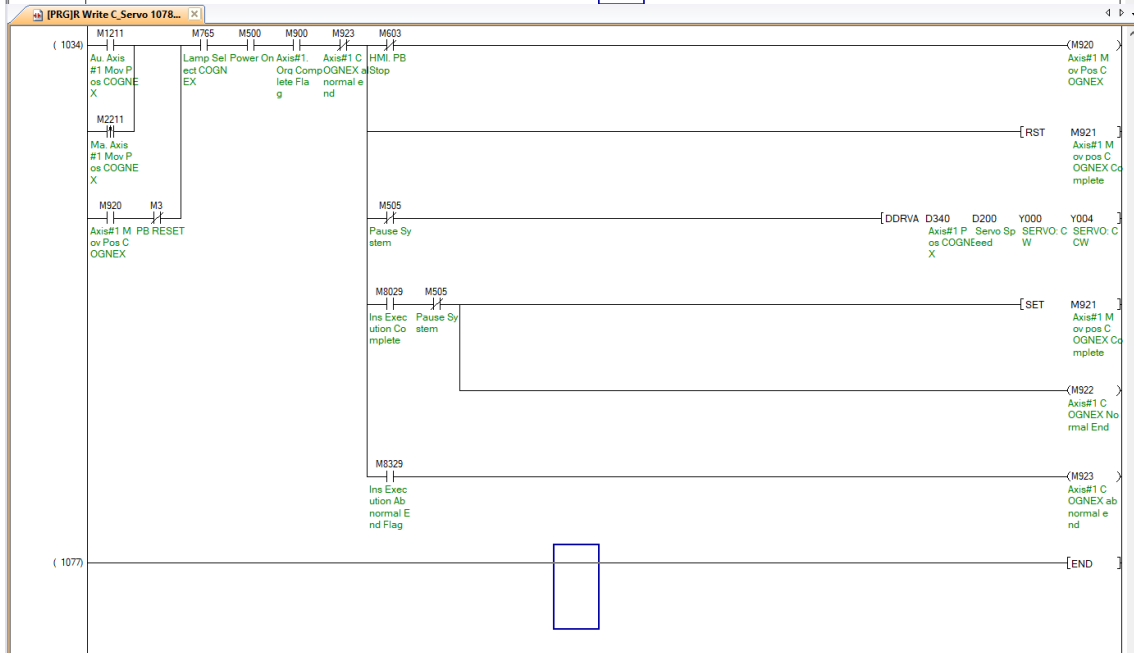 [PRG]R Write C_Servo 1078...
( 1034)
M1211 M765 M500 M900 M923 M603
(M920 )
Au. Axis
#1 Mov P
os COGNE
X
Lamp Sel
ect COGN
EX
Power On
Axis#1.
Org Comp
lete Fla
g
Axis#1 C
OGNEX a
bnormal e
nd
HMI. PB
Stop
Axis#1 M
ov Pos C
OGNEX
M2211
Ma. Axis
#1 Mov P
os COGNE
X
[RST M921 ]
Axis#1 M
ov pos C
OGNEX Co
mplete
M920 M3
Axis#1 M
ov Pos C
OGNEX
PB RESET
M505
Pause Sy
stem
[DDRVA D340 D200 Y000 Y004 ]
Axis#1 P
os COGNE
X
Servo Sp
eed
SERVO: C
W
SERVO: C
CW
M8029 M505
Ins Exec
ution Co
mplete
Pause Sy
stem
[SET M921 ]
Axis#1 M
ov pos C
OGNEX Co
mplete
(M922 )
Axis#1 C
OGNEX No
rmal End
M8329
Ins Exec
ution Ab
normal E
nd Flag
(M923 )
Axis#1 C
OGNEX ab
normal e
nd
( 1077)
[END ]